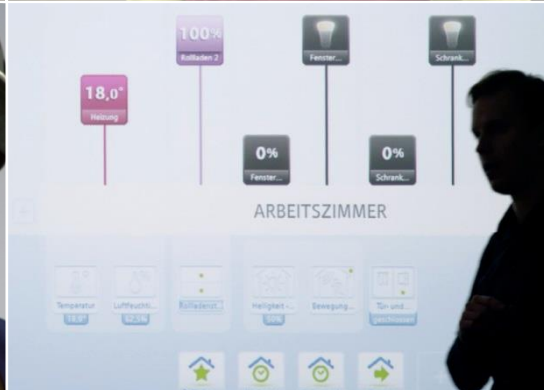 100%
Rollladen 2
Fenster...
Schrank...
18,0°
Heizung
0%
Fenster...
0%
Schrank...
ARBEITSZIMMER
Temperatur
Luftfeuchti...
Rollladenst...
Helligkeit -...
Bewegung...
Tür- und...
geschlossen